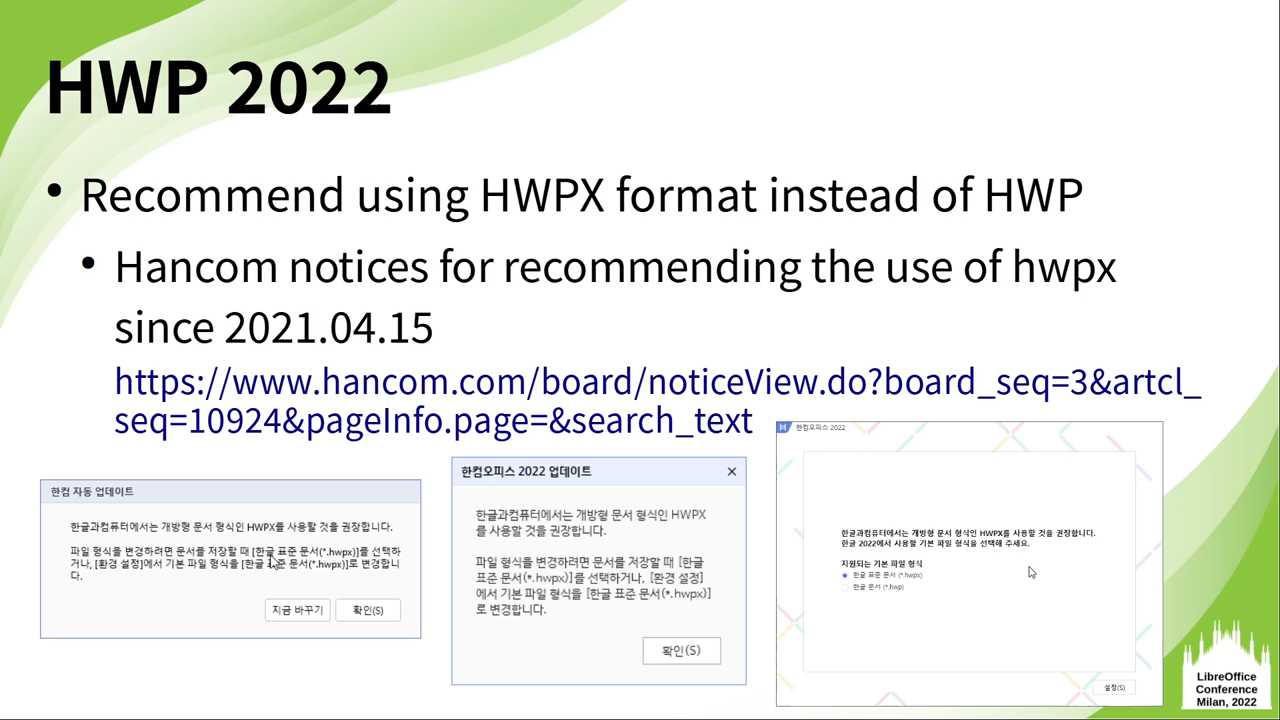 HWP 2022
• Recommend using HWPX format instead of HWP
• Hancom notices for recommending the use of hwpx
since 2021.04.15
https://www.hancom.com/board/noticeView.do?board_seq=3&artcl_
seq=10924&pageInfo.page=&search_text
한컴 자동 업데이트
한글과컴퓨터에서는 개방형 문서 형식인 HWPX를 사용할 것을 권장합니다.
파일 형식을 변경하려면 문서를 저장할 때 [한글 표준 문서(*.hwpx)]를 선택하
거나, [환경 설정]에서 기본 파일 형식을 [한글 표준 문서(*.hwpx)]로 변경합니
다.
지금 바꾸기
확인(S)
한컴오피스 2022 업데이트
한글과컴퓨터에서는 개방형 문서 형식인 HWPX
를 사용할 것을 권장합니다.
파일 형식을 변경하려면 문서를 저장할 때 [한글
표준 문서(*.hwpx)]를 선택하거나, [환경 설정]
에서 기본 파일 형식을 [한글 표준 문서(*.hwpx)]
로 변경합니다.
확인(S)
한컴오피스 2022
한글과컴퓨터에서는 개방형 문서 형식인 HWPX를 사용할 것을 권장합니다.
한글 2022에서 사용할 기본 파일 형식을 선택해 주세요.
지원되는 기본 파일 형식
한글 표준 문서 (*.hwpx)
한글 문서 (*.hwp)
설정(S)
LibreOffice
Conference
Milan, 2022